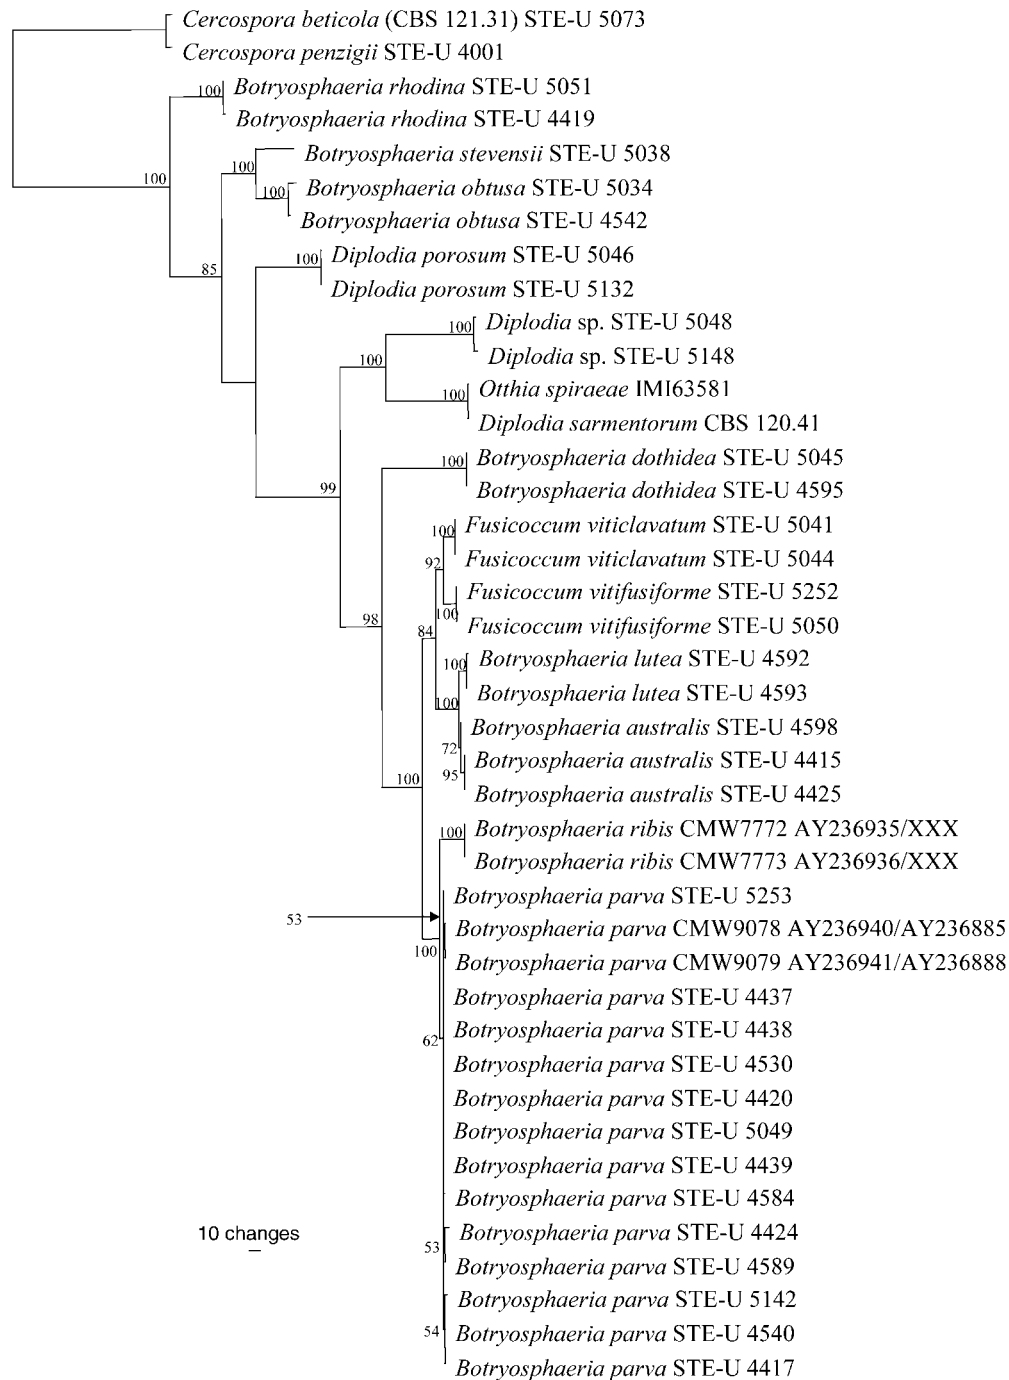 Cercospora beticola (CBS 121.31) STE-U 5073
Cercospora penzigii STE-U 4001
100 Botryosphaeria rhodina STE-U 5051
Botryosphaeria rhodina STE-U 4419
Botryosphaeria stevensii STE-U 5038
100
100
100 Botryosphaeria obtusa STE-U 5034
Botryosphaeria obtusa STE-U 4542
100 Diplodia porosum STE-U 5046
85
Diplodia porosum STE-U 5132
Diplodia sp. STE-U 5048
100
Diplodia sp. STE-U 5148
100
Otthia spiraeae IMI63581
100
Diplodia sarmentorum CBS 120.41
Botryosphaeria dothidea STE-U 5045
100
99
Botryosphaeria dothidea STE-U 4595
Fusicoccum viticlavatum STE-U 5041
100
Fusicoccum viticlavatum STE-U 5044
92
Fusicoccum vitifusiforme STE-U 5252
100
98
Fusicoccum vitifusiforme STE-U 5050
84
Botryosphaeria lutea STE-U 4592
100
Botryosphaeria lutea STE-U 4593
100
Botryosphaeria australis STE-U 4598
72
Botryosphaeria australis STE-U 4415
95
100
Botryosphaeria australis STE-U 4425
Botryosphaeria ribis CMW7772 AY236935/XXX
100
Botryosphaeria ribis CMW7773 AY236936/XXX
Botryosphaeria parva STE-U 5253
53
Botryosphaeria parva CMW9078 AY236940/AY236885
100
Botryosphaeria parva CMW9079 AY236941/AY236888
Botryosphaeria parva STE-U 4437
Botryosphaeria parva STE-U 4438
62
Botryosphaeria parva STE-U 4530
Botryosphaeria parva STE-U 4420
Botryosphaeria parva STE-U 5049
Botryosphaeria parva STE-U 4439
Botryosphaeria parva STE-U 4584
10 changes
Botryosphaeria parva STE-U 4424
53
Botryosphaeria parva STE-U 4589
Botryosphaeria parva STE-U 5142
54
Botryosphaeria parva STE-U 4540
Botryosphaeria parva STE-U 4417